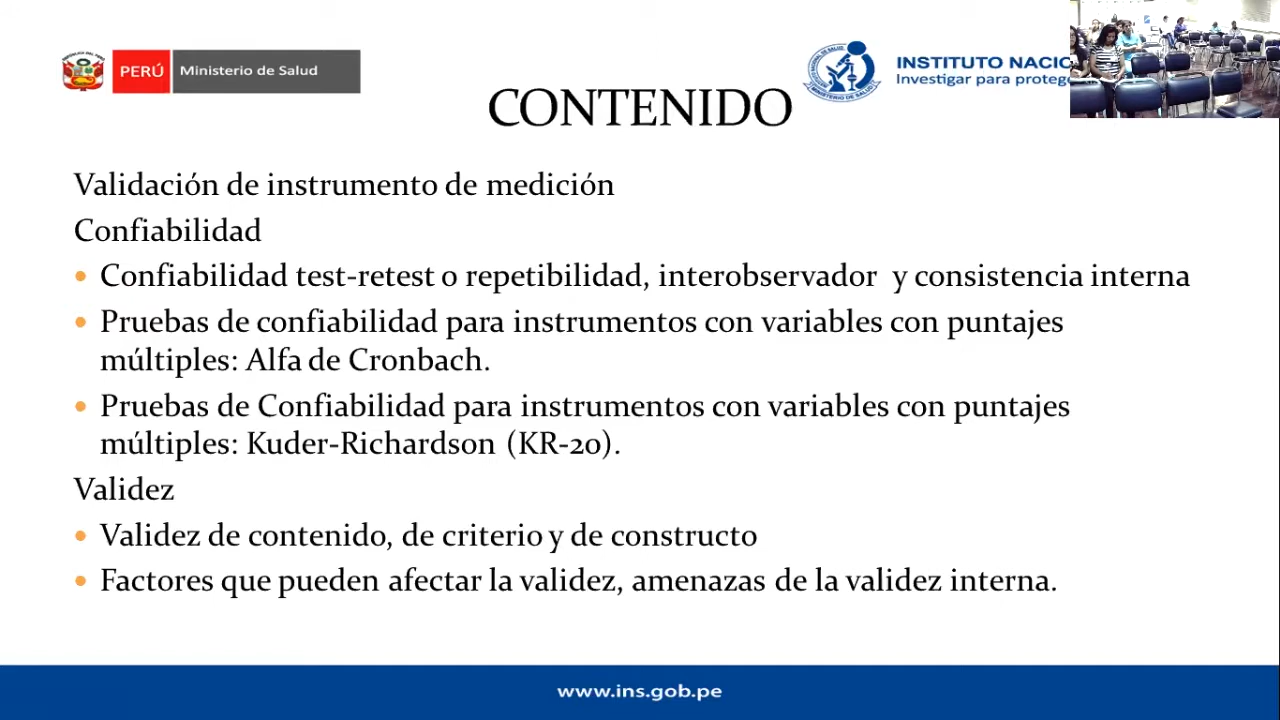 PERÚ Ministerio de Salud
INSTITUTO
Investigar para
CONTENIDO
Validación de instrumento de medición
Confiabilidad
• Confiabilidad test-retest o repetibilidad, interobservador y consistencia interna
• Pruebas de confiabilidad para instrumentos con variables con puntajes
múltiples: Alfa de Cronbach.
• Pruebas de Confiabilidad para instrumentos con variables con puntajes
múltiples: Kuder-Richardson (KR-20).
Validez
• Validez de contenido, de criterio y de constructo
• Factores que pueden afectar la validez, amenazas de la validez interna.
www.ins.gob.pe